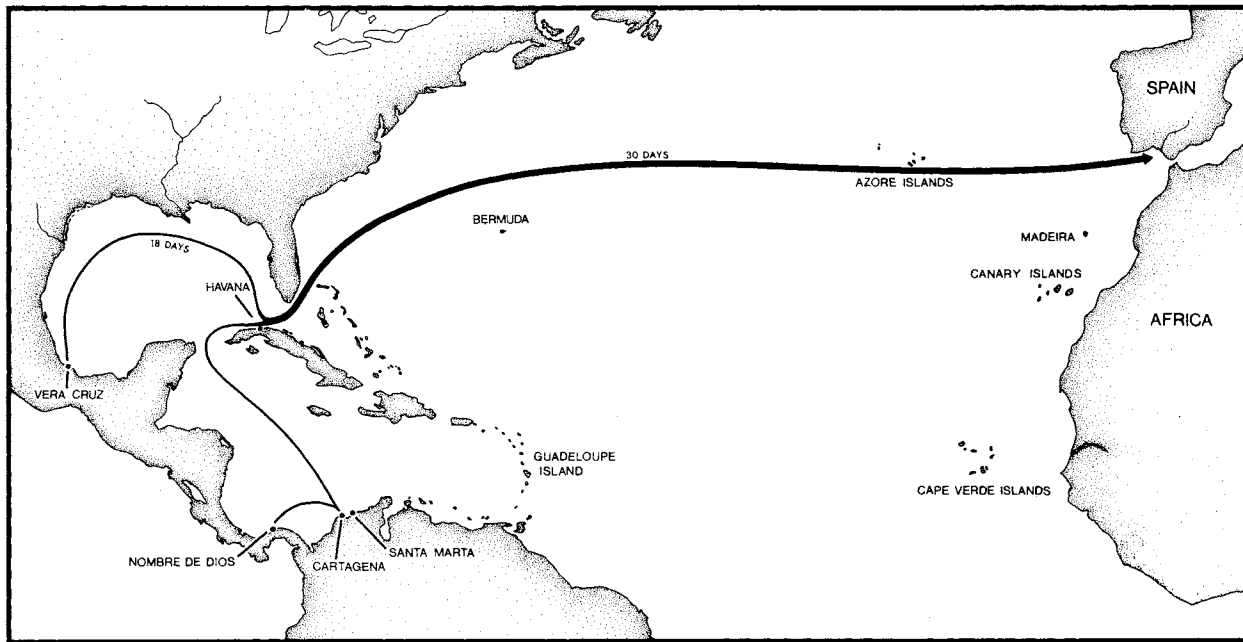 SPAIN
30 DAYS
AZORE ISLANDS
BERMUDA
MADEIRA
18 DAYS
CANARY ISLANDS
HAVANA
AFRICA
VERA CRUZ
GUADELOUPE
ISLAND
CAPE VERDE ISLANDS
SANTA MARTA
NOMBRE DE DIOS
CARTAGENA